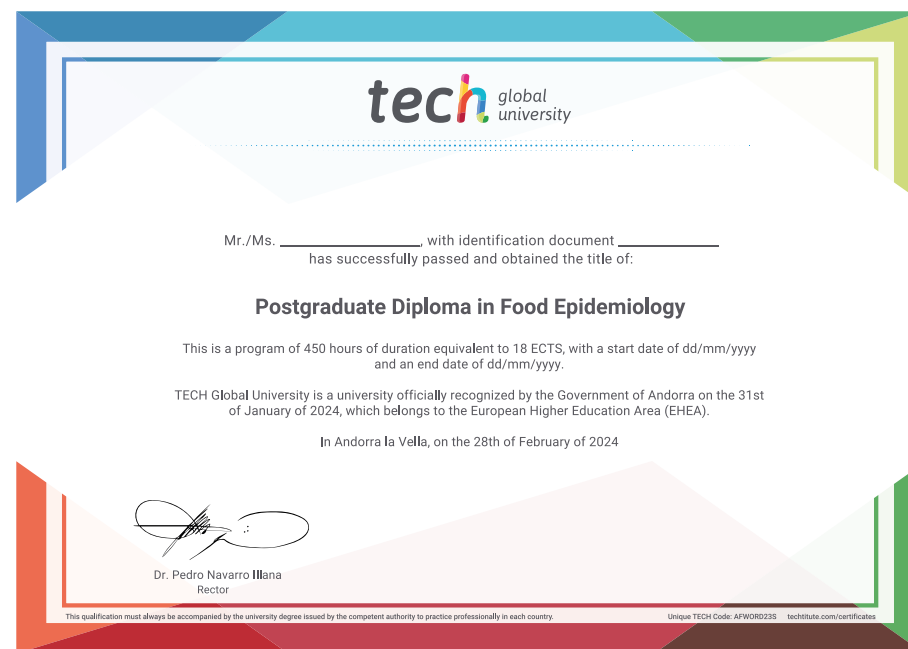 tech global
university
Mr./Ms. ____________, with identification document ____________
has successfully passed and obtained the title of:
Postgraduate Diploma in Food Epidemiology
This is a program of 450 hours of duration equivalent to 18 ECTS, with a start date of dd/mm/yyyy
and an end date of dd/mm/yyyy.
TECH Global University is a university officially recognized by the Government of Andorra on the 31st
of January of 2024, which belongs to the European Higher Education Area (EHEA).
In Andorra la Vella, on the 28th of February of 2024
Dr. Pedro Navarro Illana
Rector
This qualification must always be accompanied by the university degree issued by the competent authority to practice professionally in each country. Unique TECH Code: AFWORD23S techtitute.com/certificates